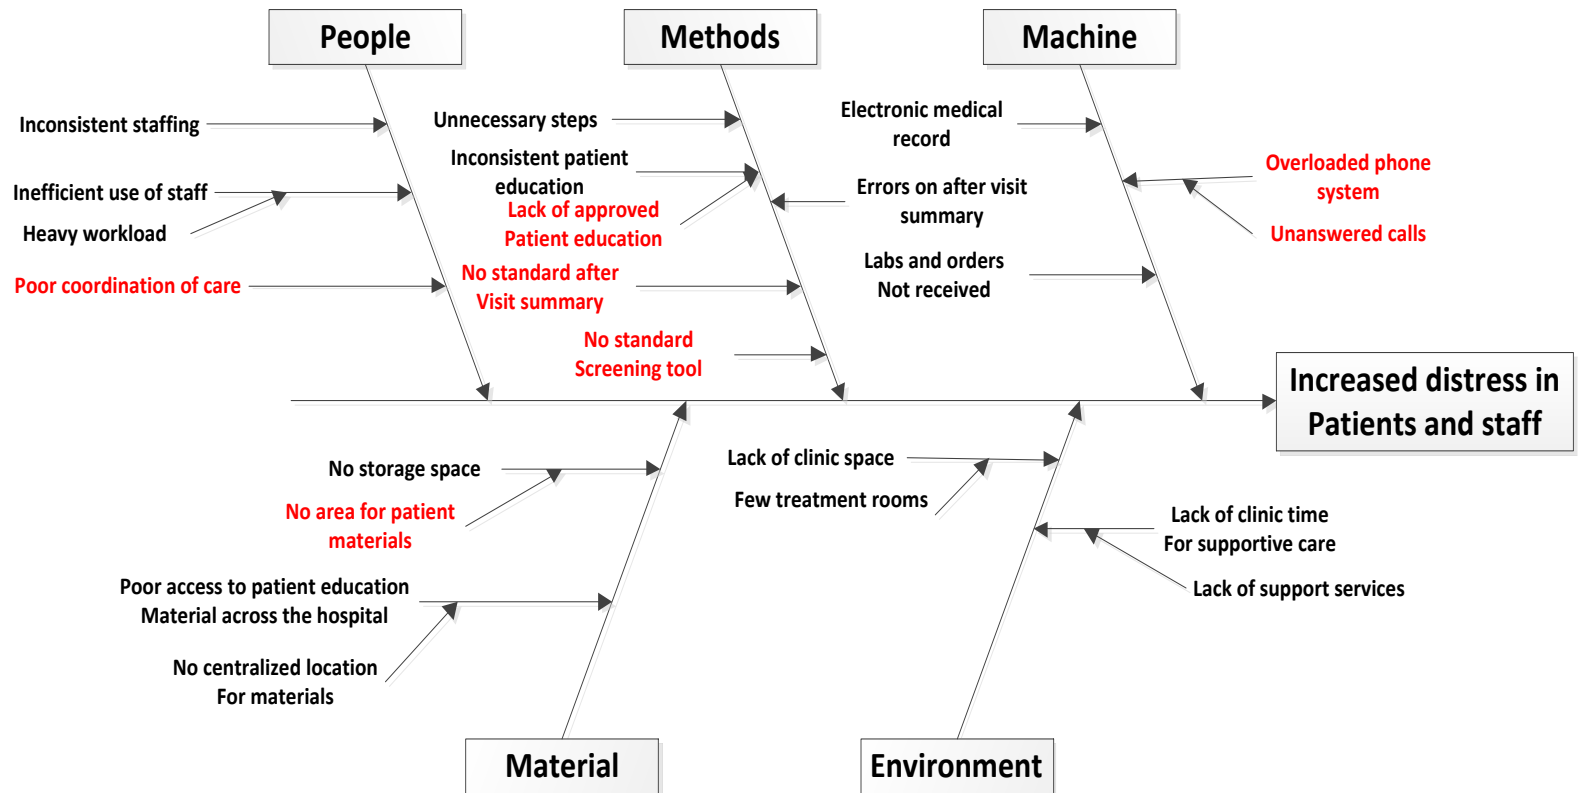 People
Methods
Machine
Inconsistent staffing
Inefficient use of staff
Heavy workload
Poor coordination of care
Unnecessary steps
Inconsistent patient
education
Lack of approved
Patient education
No standard after
Visit summary
No standard
Screening tool
Errors on after visit
summary
Electronic medical
record
Labs and orders
Not received
Overloaded phone
system
Unanswered calls
Increased distress in
Patients and staff
No storage space
No area for patient
materials
Poor access to patient education
Material across the hospital
No centralized location
For materials
Lack of clinic space
Few treatment rooms
Lack of clinic time
For supportive care
Lack of support services
Material
Environment